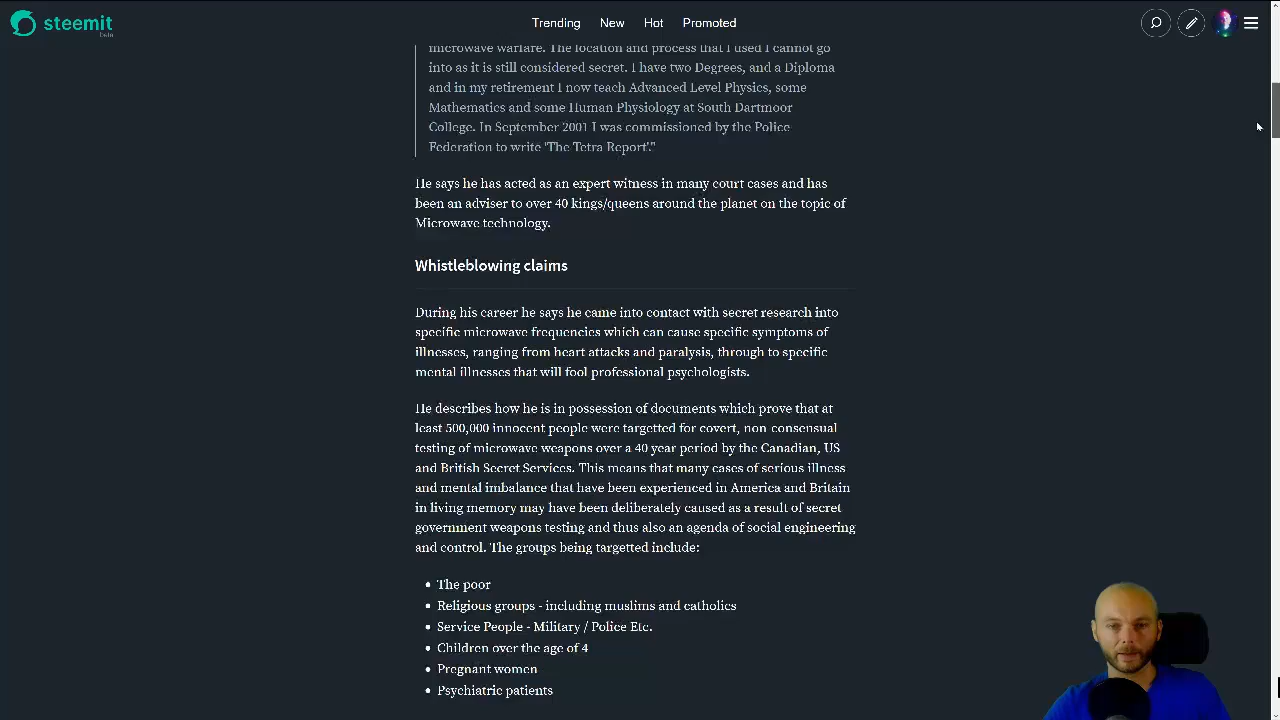 steemit
beta
Trending New Hot Promoted
microwave warfare. The location and process that I used I cannot go
into as it is still considered secret. I have two Degrees, and a Diploma
and in my retirement I now teach Advanced Level Physics, some
Mathematics and some Human Physiology at South Dartmoor
College. In September 2001 I was commissioned by the Police
Federation to write 'The Tetra Report'."
He says he has acted as an expert witness in many court cases and has
been an adviser to over 40 kings/queens around the planet on the topic of
Microwave technology.
Whistleblowing claims
During his career he says he came into contact with secret research into
specific microwave frequencies which can cause specific symptoms of
illnesses, ranging from heart attacks and paralysis, through to specific
mental illnesses that will fool professional psychologists.
He describes how he is in possession of documents which prove that at
least 500,000 innocent people were targetted for covert, non-consensual
testing of microwave weapons over a 40 year period by the Canadian, US
and British Secret Services. This means that many cases of serious illness
and mental imbalance that have been experienced in America and Britain
in living memory may have been deliberately caused as a result of secret
government weapons testing and thus also an agenda of social engineering
and control. The groups being targetted include:
• The poor
• Religious groups - including muslims and catholics
• Service People - Military / Police Etc.
• Children over the age of 4
• Pregnant women
• Psychiatric patients